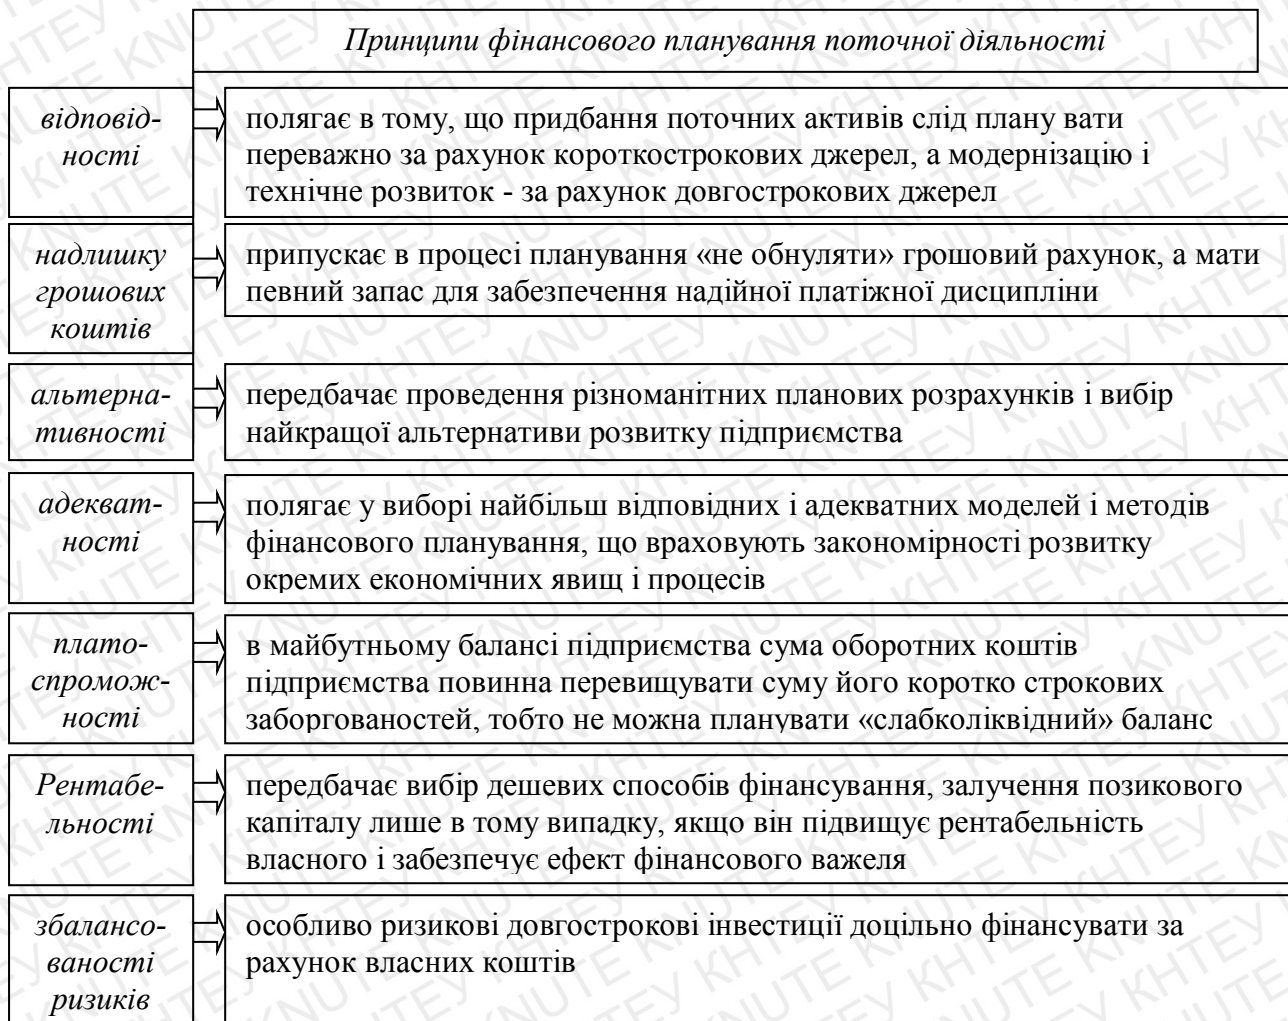 Принципи фінансового планування поточної діяльності
відповід-
ності
полягає в тому, що придбання поточних активів слід плану вати
переважно за рахунок короткострокових джерел, а модернізацію і
технічне розвиток - за рахунок довгострокових джерел
надлишку
грошових
коштів
припускає в процесі планування «не обнуляти» грошовий рахунок, а мати
певний запас для забезпечення надійної платіжної дисципліни
альтерна-
тивності
передбачає проведення різноманітних планових розрахунків і вибір
найкращої альтернативи розвитку підприємства
адекват-
ності
полягає у виборі найбільш відповідних і адекватних моделей і методів
фінансового планування, що враховують закономірності розвитку
окремих економічних явищ і процесів
плато-
спромож-
ності
в майбутньому балансі підприємства сума оборотних коштів
підприємства повинна перевищувати суму його коротко строкових
заборгованостей, тобто не можна планувати «слабколіквідний» баланс
Рентабе-
льності
передбачає вибір дешевих способів фінансування, залучення позикового
капіталу лише в тому випадку, якщо він підвищує рентабельність
власного і забезпечує ефект фінансового важеля
збалансо-
ваності
ризиків
особливо ризикові довгострокові інвестиції доцільно фінансувати за
рахунок власних коштів